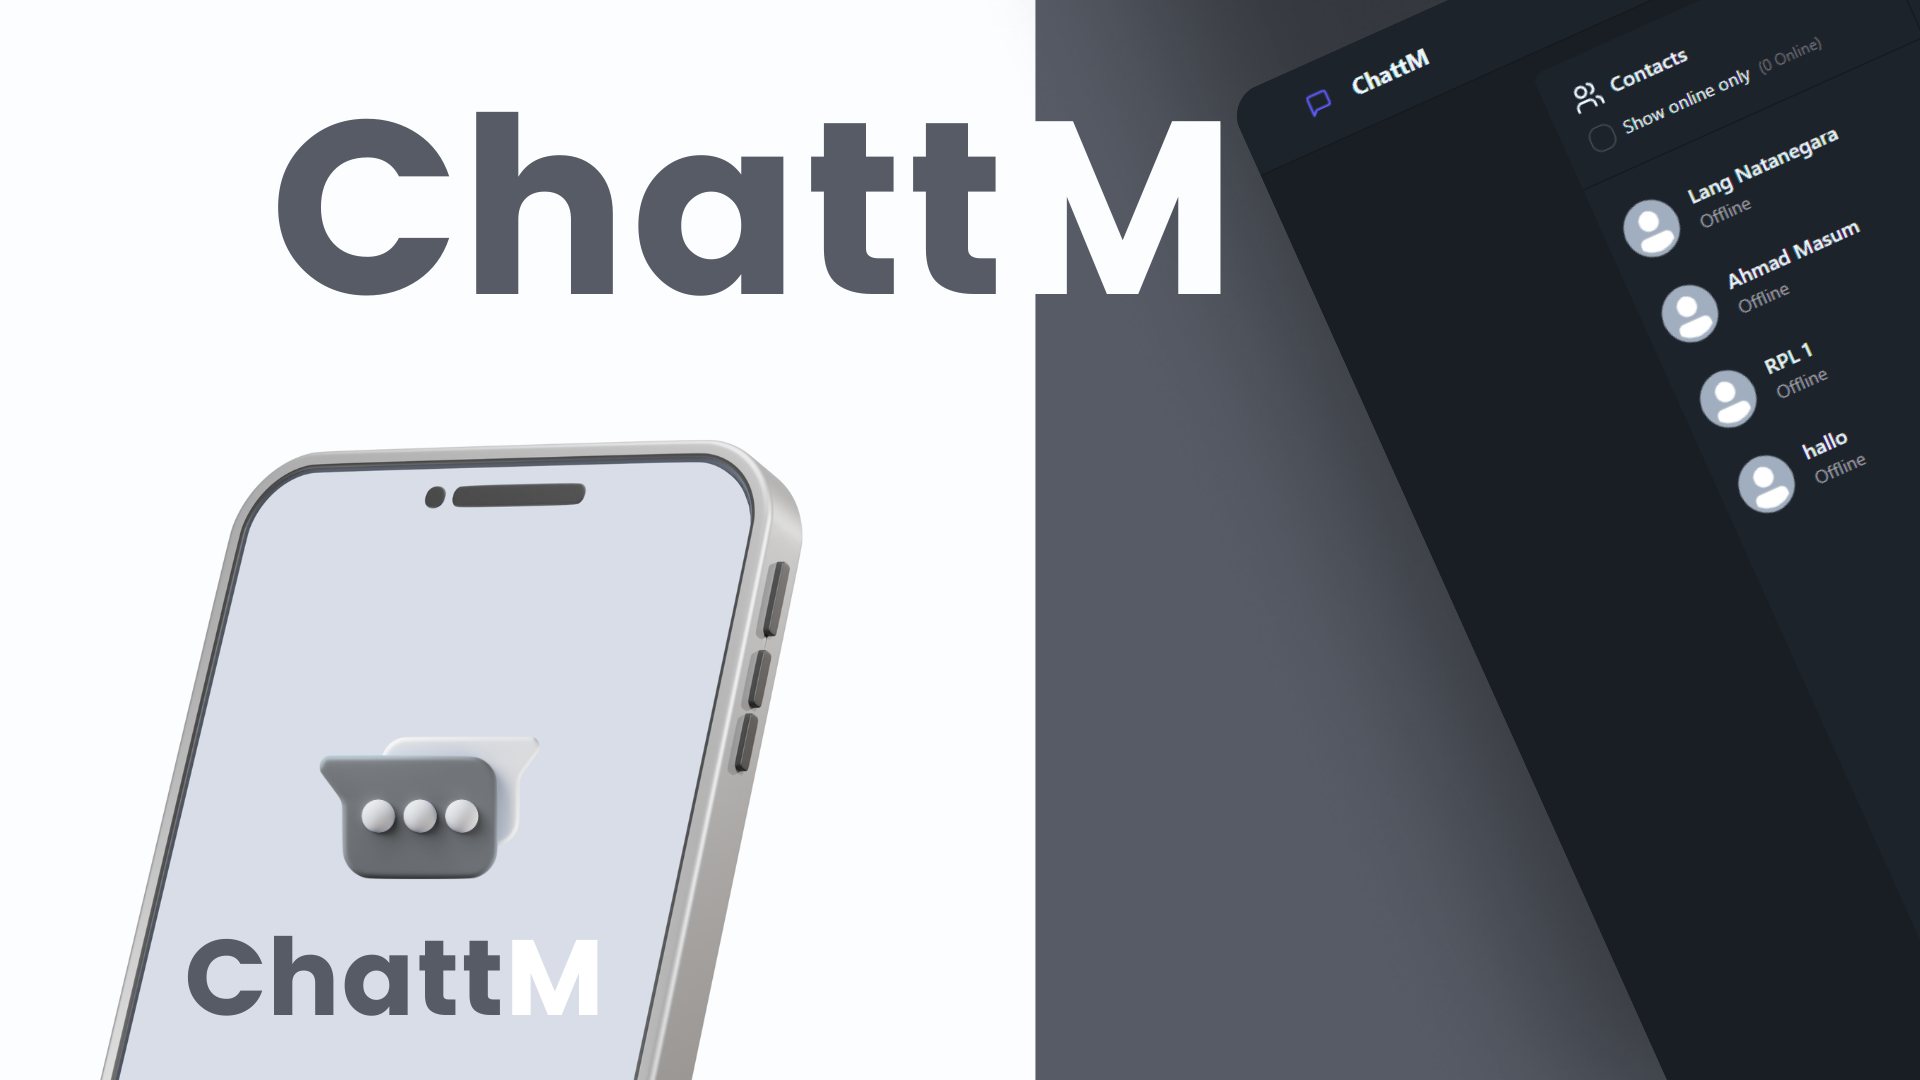 ChattM
ChattM
ChattM
Contacts
Show online only (0 Online)
Lang Natanegara
Offline
Ahmad Masum
Offline
RPL 1
Offline
hallo
Offline